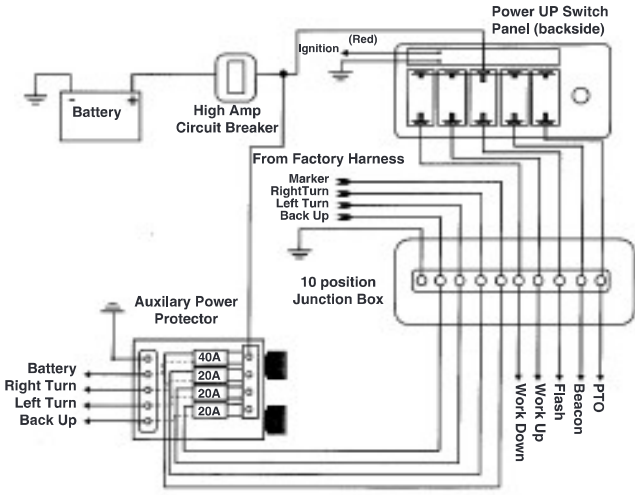 Power UP Switch
Panel (backside)
(Red)
Ignition
-
+
Battery
High Amp
Circuit Breaker
From Factory Harness
Marker
RightTurn
Left Turn
Back Up
10 position
Junction Box
Auxilary Power
Protector
40A
20A
20A
20A
Battery
Right Turn
Left Turn
Back Up
Work Down
Work Up
Flash
Beacon
PTO